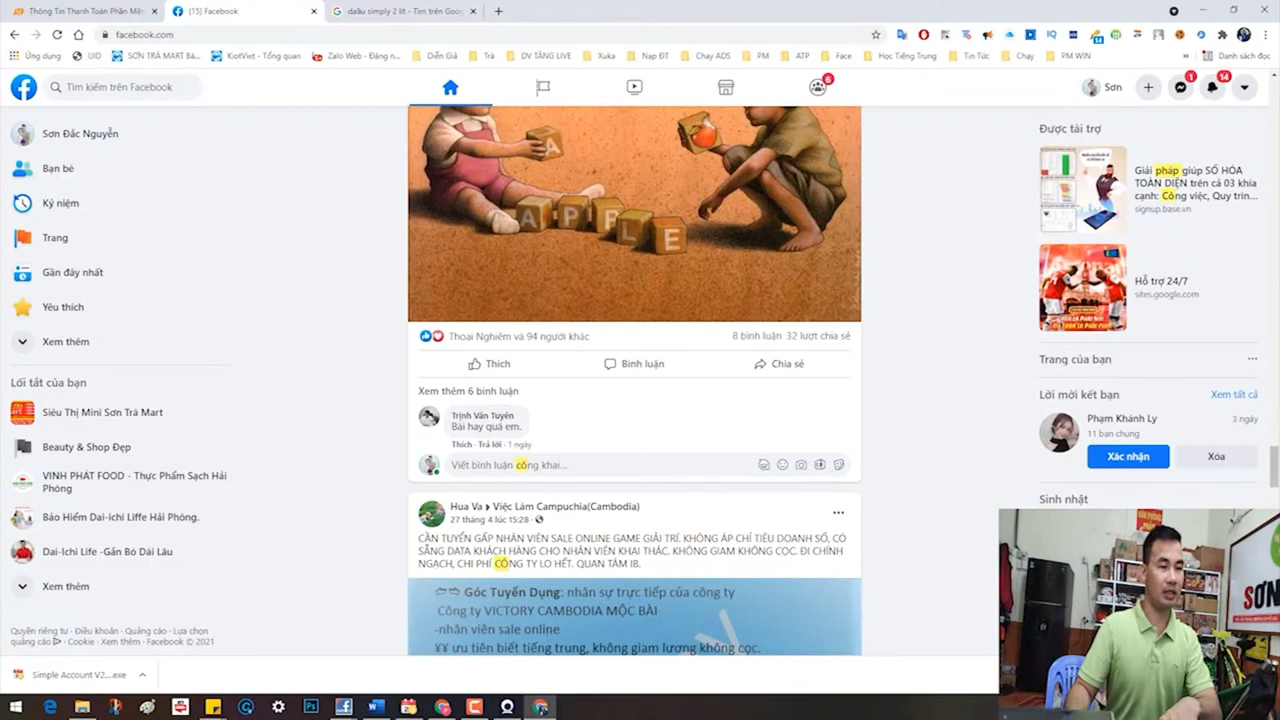 Thông Tin Thanh Toán Phần Mề
(15) Facebook
dầu simply 2 lít - Tìm trên Goo
facebook.com
Ứng dụng
UID
SƠN TRÀ MART Bá...
KiotViet - Tổng quan
Zalo Web - Đăng n...
Diễn Giả
Trà
DV TĂNG LIVE
Xuka
Nạp ĐT
Chạy ADS
PM
ATP
Face
Học Tiếng Trung
Tin Tức
Chạy
PM WIN
Danh sách đọc
Tìm kiếm trên Facebook
6
Sơn
1
14
Sơn Đắc Nguyễn
Bạn bè
Kỷ niệm
Trang
Gần đây nhất
Yêu thích
Xem thêm
Lối tắt của bạn
Siêu Thị Mini Sơn Trà Mart
Beauty & Shop Đẹp
VINH PHÁT FOOD - Thực Phẩm Sạch Hải
Phòng
Bảo Hiểm Dai-ichi Liffe Hải Phòng.
Dai-Ichi Life -Gắn Bó Dài Lâu
Xem thêm
Quyền riêng tư · Điều khoản · Quảng cáo · Lựa chọn
quảng cáo · Cookie · Xem thêm · Facebook © 2021
A
A P P L E
Thoại Nghiêm và 94 người khác
8 bình luận 32 lượt chia sẻ
Thích
Bình luận
Chia sẻ
Xem thêm 6 bình luận
Trịnh Văn Tuyên
Bài hay quá em.
Thích · Trả lời · 1 ngày
Viết bình luận công khai...
Hua Va ▸ Việc Làm Campuchia(Cambodia)
27 tháng 4 lúc 15:28 ·
CẦN TUYỂN GẤP NHÂN VIÊN SALE ONLINE GAME GIẢI TRÍ. KHÔNG ÁP CHỈ TIÊU DOANH SỐ, CÓ
SẴNG DATA KHÁCH HÀNG CHO NHÂN VIÊN KHAI THÁC. KHÔNG GIAM KHÔNG CỌC. ĐI CHÍNH
NGẠCH, CHI PHÍ CÔNG TY LO HẾT. QUAN TÂM IB.
Góc Tuyển Dụng: nhân sự trực tiếp của công ty
Công ty VICTORY CAMBODIA MỘC BÀI
-nhân viên sale online
¥¥ ưu tiên biết tiếng trung, không giam lương không cọc.
Được tài trợ
Giải pháp giúp SỐ HÓA
TOÀN DIỆN trên cả 03 khía
cạnh: Công việc, Quy trìn...
signup.base.vn
Hỗ trợ 24/7
sites.google.com
Trang của bạn
Lời mời kết bạn
Xem tất cả
Phạm Khánh Ly
3 ngày
11 bạn chung
Xác nhận
Xóa
Sinh nhật
SƠN
Simple Account V2....exe